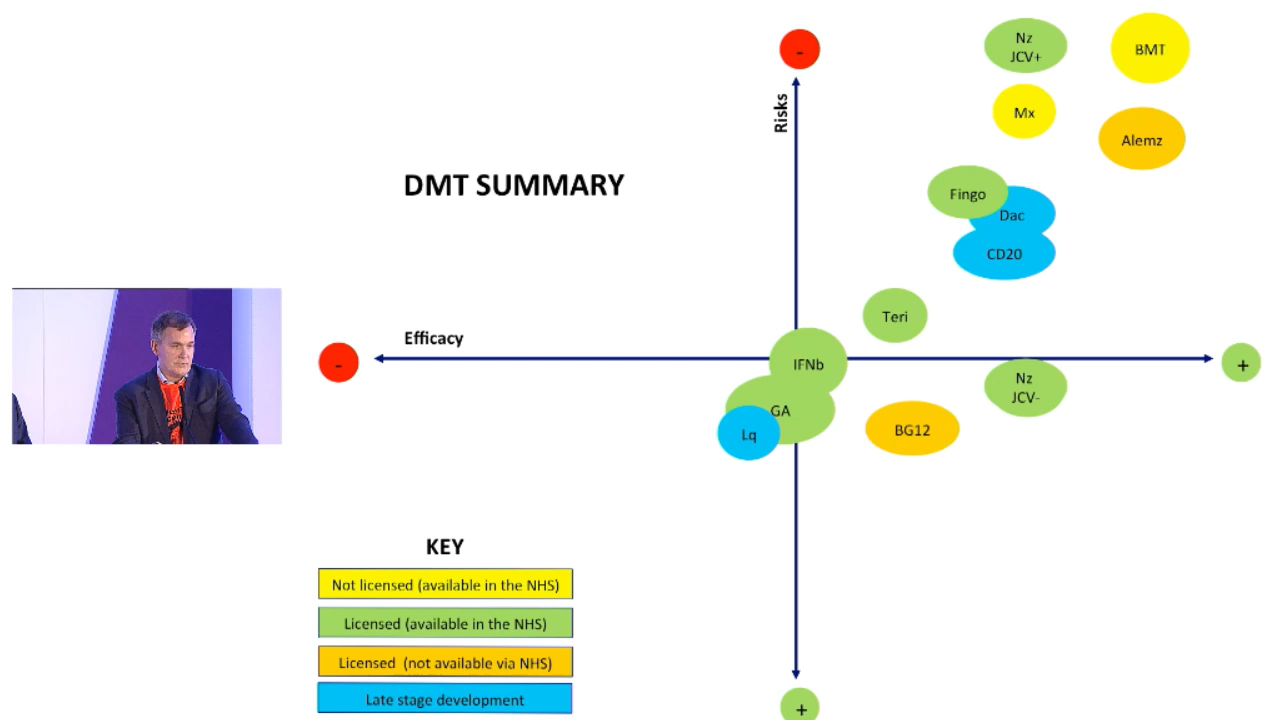 -
Nz
JCV+
BMT
Risks
Mx
Alemz
DMT SUMMARY
Fingo
Dac
CD20
Teri
Efficacy
-
IFNb
+
Nz
JCV-
GA
Lq
BG12
KEY
Not licensed (available in the NHS)
Licensed (available in the NHS)
Licensed (not available via NHS)
Late stage development
+